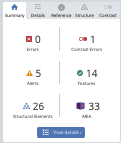 Summary Details Reference Structure Contrast
0 1
Errors Contrast Errors
5 14
Alerts Features
26 33
Structural Elements ARIA
View details ›